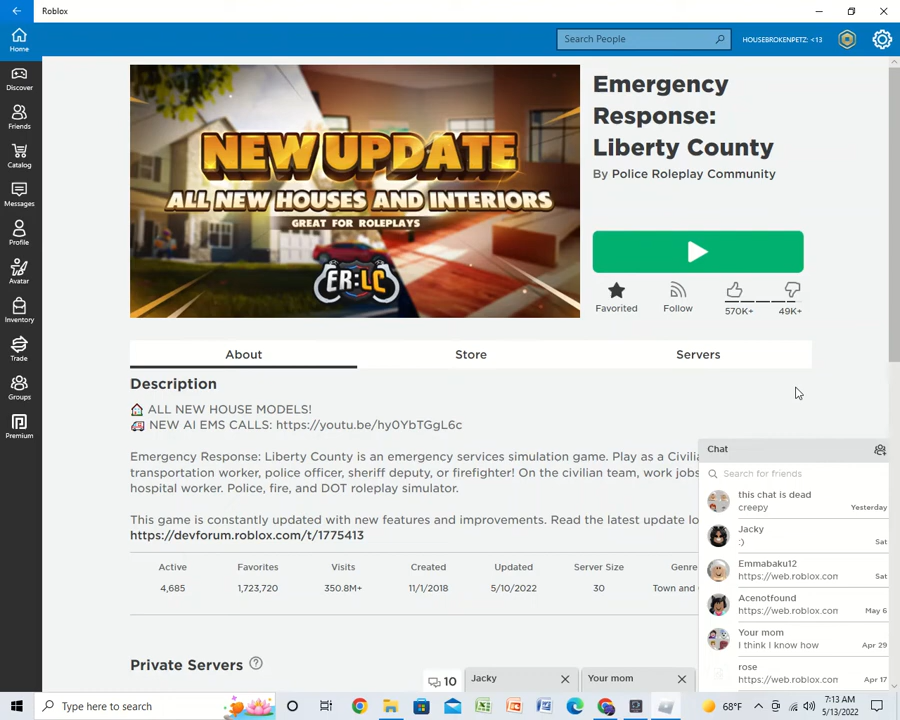 Roblox
Home
Discover
Friends
Catalog
Messages
Profile
Avatar
Inventory
Trade
Groups
Premium
Search People
HOUSEBROKENPETZ: <13
NEW UPDATE
ALL NEW HOUSES AND INTERIORS
GREAT FOR ROLEPLAYS
ER:LC
Emergency
Response:
Liberty County
By Police Roleplay Community
Favorited
Follow
570K+
49K+
About
Store
Servers
Description
🏠 ALL NEW HOUSE MODELS!
🚑 NEW AI EMS CALLS: https://youtu.be/hy0YbTGgL6c
Emergency Response: Liberty County is an emergency services simulation game. Play as a Civilia
transportation worker, police officer, sheriff deputy, or firefighter! On the civilian team, work jobs
hospital worker. Police, fire, and DOT roleplay simulator.
This game is constantly updated with new features and improvements. Read the latest update lo
https://devforum.roblox.com/t/1775413
Active
Favorites
Visits
Created
Updated
Server Size
Genre
4,685
1,723,720
350.8M+
11/1/2018
5/10/2022
30
Town and
Private Servers
Chat
Search for friends
this chat is dead
creepy
Yesterday
Jacky
:)
Sat
Emmabaku12
https://web.roblox.com
Sat
Acenotfound
https://web.roblox.com
May 6
Your mom
I think I know how
Apr 29
rose
https://web.roblox.com
Apr 17
10
Jacky
Your mom
Type here to search
68°F
7:13 AM
5/13/2022